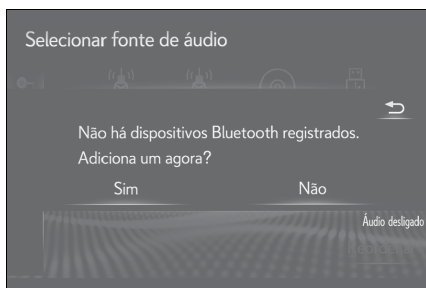 Selecionar fonte de áudio
Não há dispositivos Bluetooth registrados.
Adiciona um agora?
Sim
Não
Áudio desligado